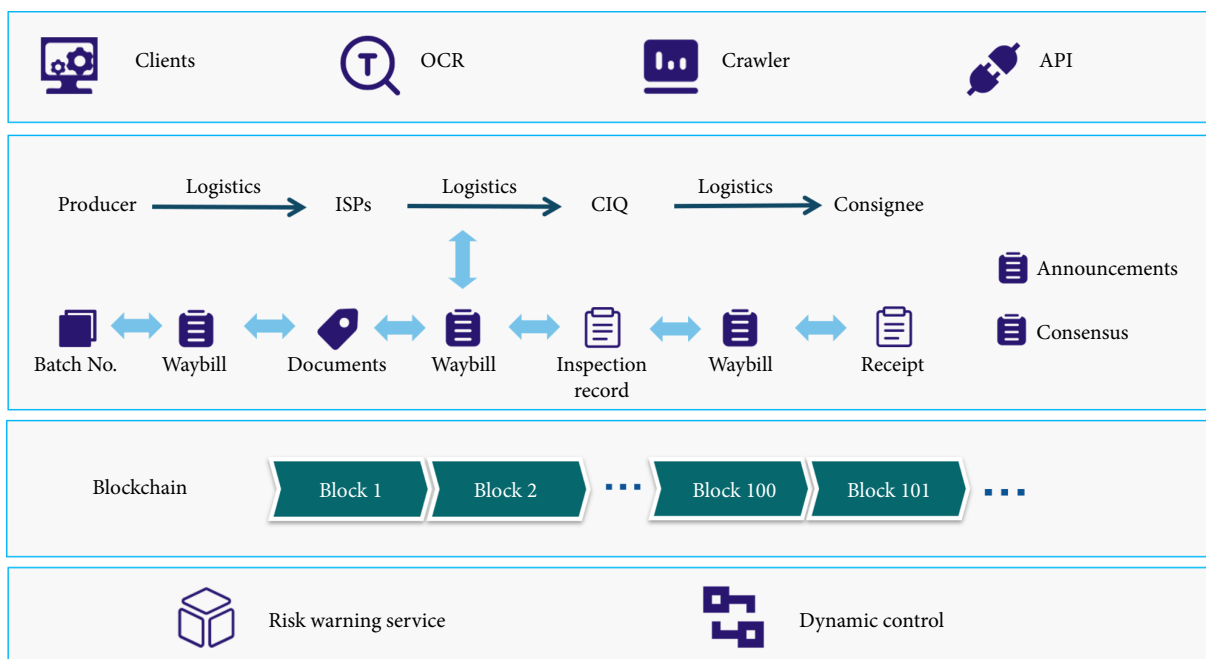 Clients
OCR
Crawler
API
Logistics
Logistics
Logistics
Producer
ISPs
CIQ
Consignee
Announcements
Consensus
Batch No.
Waybill
Documents
Waybill
Inspection
record
Waybill
Receipt
Blockchain
Block 1
Block 2
Block 100
Block 101
Risk warning service
Dynamic control